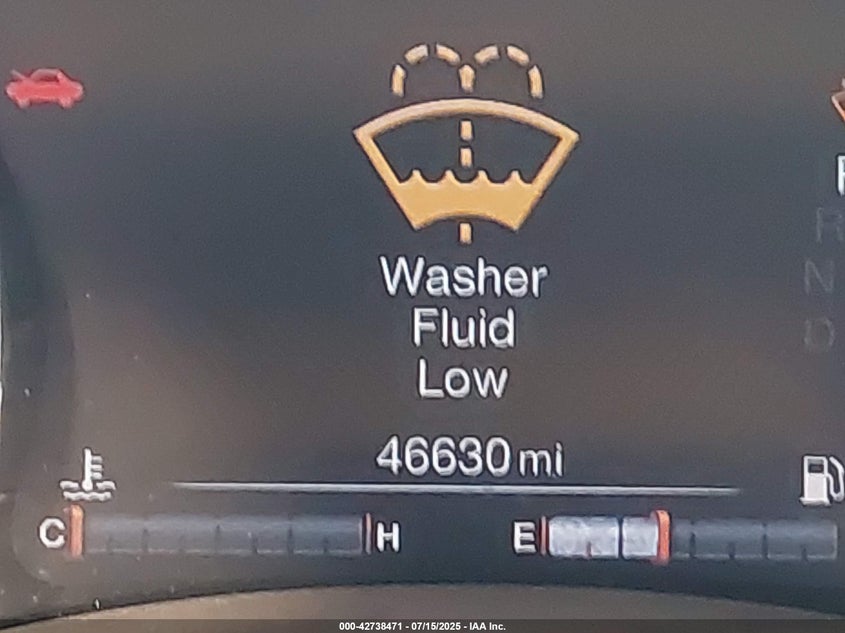 Washer
Fluid
Low
R
N
D
46630 mi
C H E
000-42738471 - 07/15/2025 - IAA Inc.